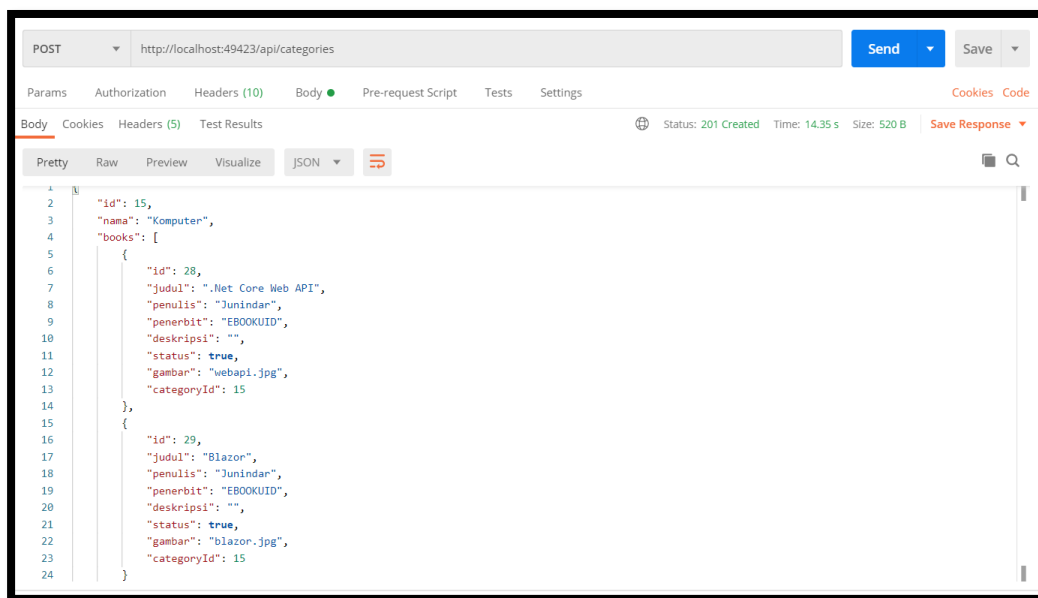 POST http://localhost:49423/api/categories Send Save
Params Authorization Headers (10) Body Pre-request Script Tests Settings Cookies Code
Body Cookies Headers (5) Test Results Status: 201 Created Time: 14.35 s Size: 520 B Save Response
Pretty Raw Preview Visualize JSON
1 {
2 "id": 15,
3 "nama": "Komputer",
4 "books": [
5 {
6 "id": 28,
7 "judul": ".Net Core Web API",
8 "penulis": "Junindar",
9 "penerbit": "EBOOKUID",
10 "deskripsi": "",
11 "status": true,
12 "gambar": "webapi.jpg",
13 "categoryId": 15
14 },
15 {
16 "id": 29,
17 "judul": "Blazor",
18 "penulis": "Junindar",
19 "penerbit": "EBOOKUID",
20 "deskripsi": "",
21 "status": true,
22 "gambar": "blazor.jpg",
23 "categoryId": 15
24 }